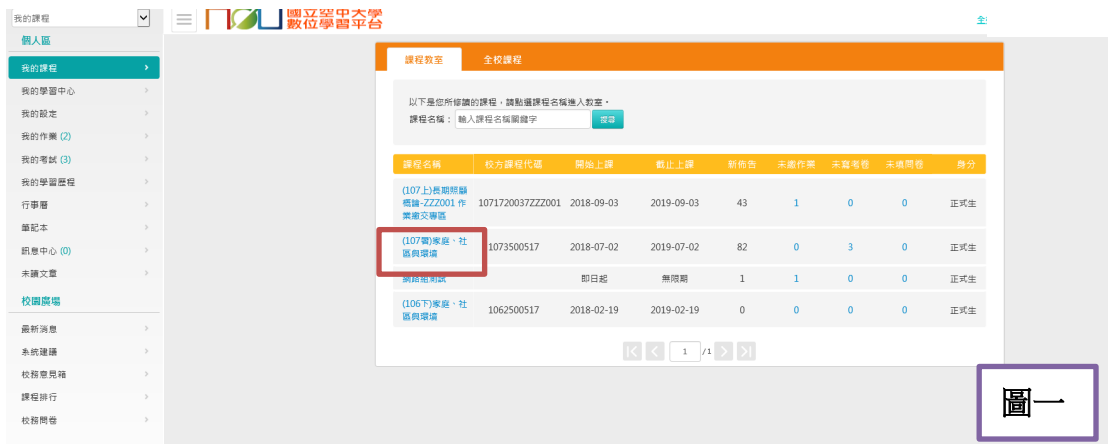 我的課程
國立空中大學
數位學習平台
個人區
我的課程
我的學習中心
我的設定
我的作業 (2)
我的考試 (3)
我的學習歷程
行事曆
筆記本
訊息中心 (0)
未讀文章
校園廣場
最新消息
系統建議
校務意見箱
課程排行
校務問卷
課程教室 全校課程
以下是您所修讀的課程，請點選課程名稱進入教室。
課程名稱： 輸入課程名稱關鍵字 搜尋
課程名稱 校方課程代碼 開始上課 截止上課 新佈告 未繳作業 未寫考卷 未填問卷 身分
(107上)長期照顧
概論-ZZZ001 作 1071720037ZZZ001 2018-09-03 2019-09-03 43 1 0 0 正式生
業繳交專區
(107暑)家庭、社
區與環境 1073500517 2018-07-02 2019-07-02 82 0 3 0 正式生
網路組測試 即日起 無限期 1 1 0 0 正式生
(106下)家庭、社
區與環境 1062500517 2018-02-19 2019-02-19 0 0 0 0 正式生
1 /1
圖一